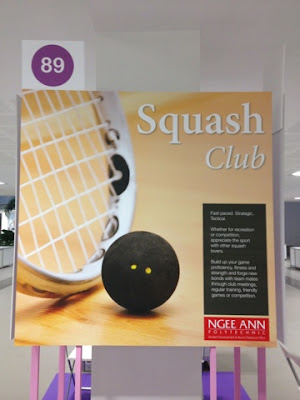 89
Squash
Club
Fast paced. Strategic.
Tactical.
Whether for recreation
or competition,
appreciate the sport
with other squash
lovers.
Build up your game
proficiency, fitness and
strength and forge new
bonds with team mates
through club meetings,
regular training, friendly
games or competition.
NGEE ANN
POLYTECHNIC